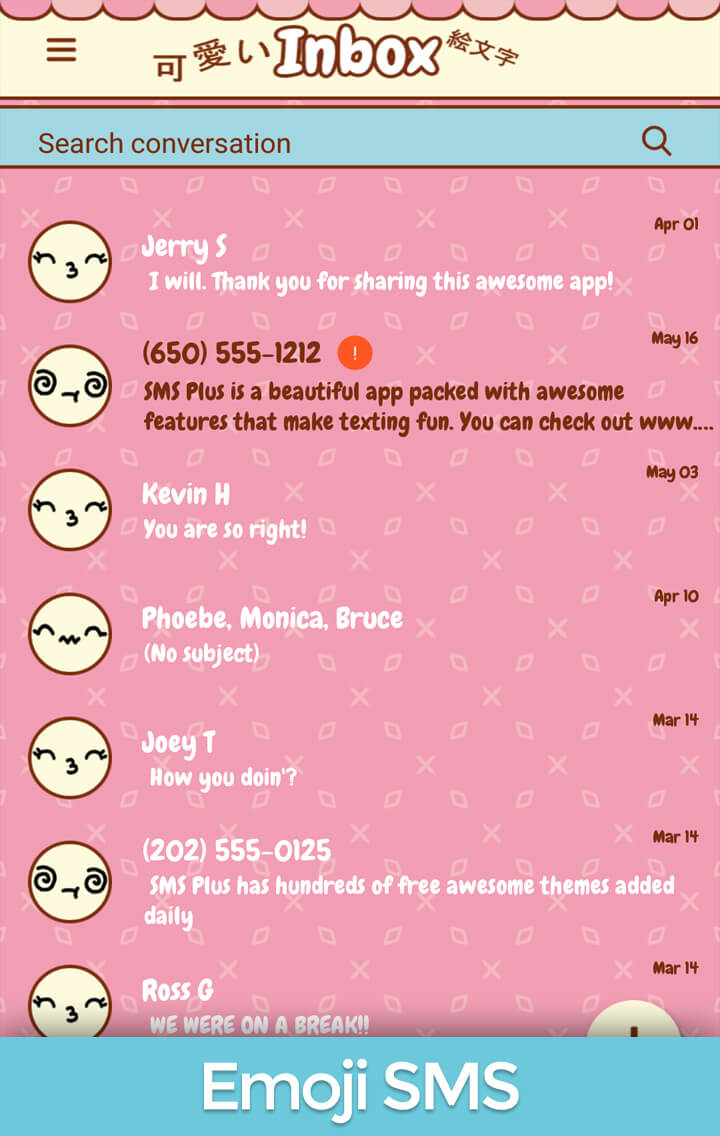 可愛い Inbox 絵文字
Search conversation
Apr 01
Jerry S
I will. Thank you for sharing this awesome app!
May 16
(650) 555-1212 !
SMS Plus is a beautiful app packed with awesome
features that make texting fun. You can check out www....
May 03
Kevin H
You are so right!
Apr 10
Phoebe, Monica, Bruce
(No subject)
Mar 14
Joey T
How you doin'?
Mar 14
(202) 555-0125
SMS Plus has hundreds of free awesome themes added
daily
Mar 14
Ross G
WE WERE ON A BREAK!!
Emoji SMS